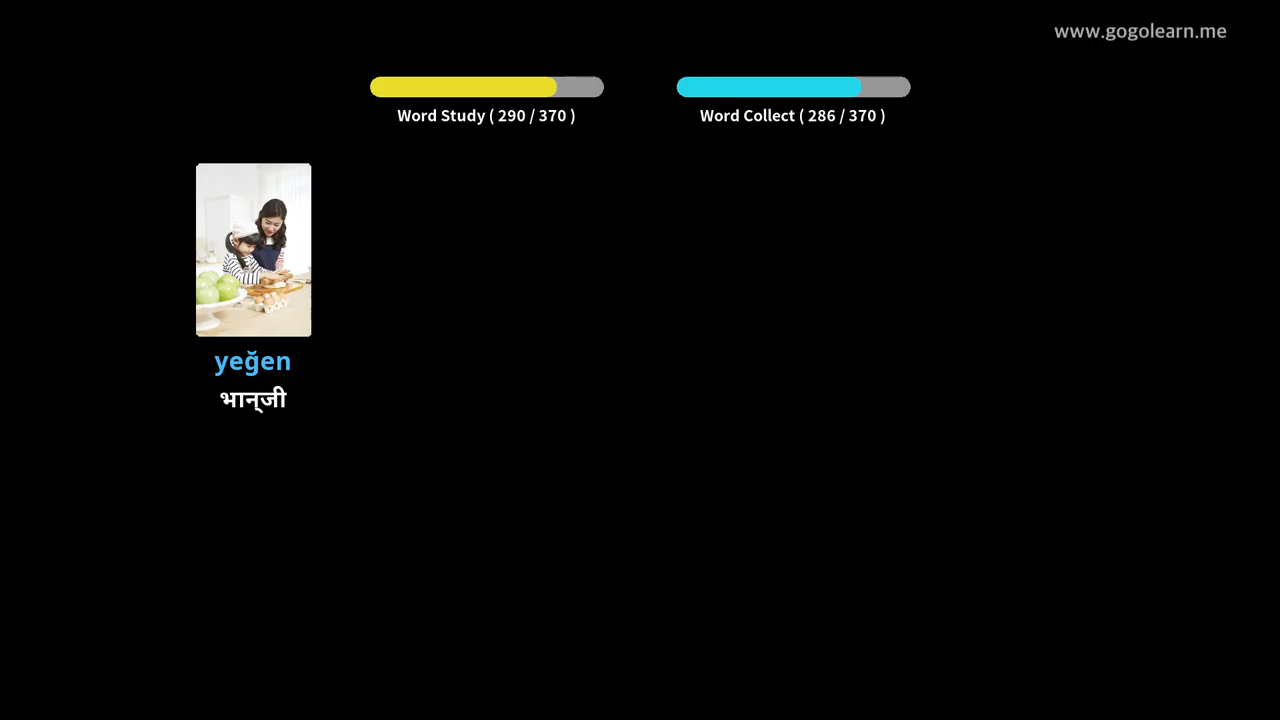 www.gogolearn.me
Word Study ( 290 / 370 )
Word Collect ( 286 / 370 )
yeğen
भान्जी